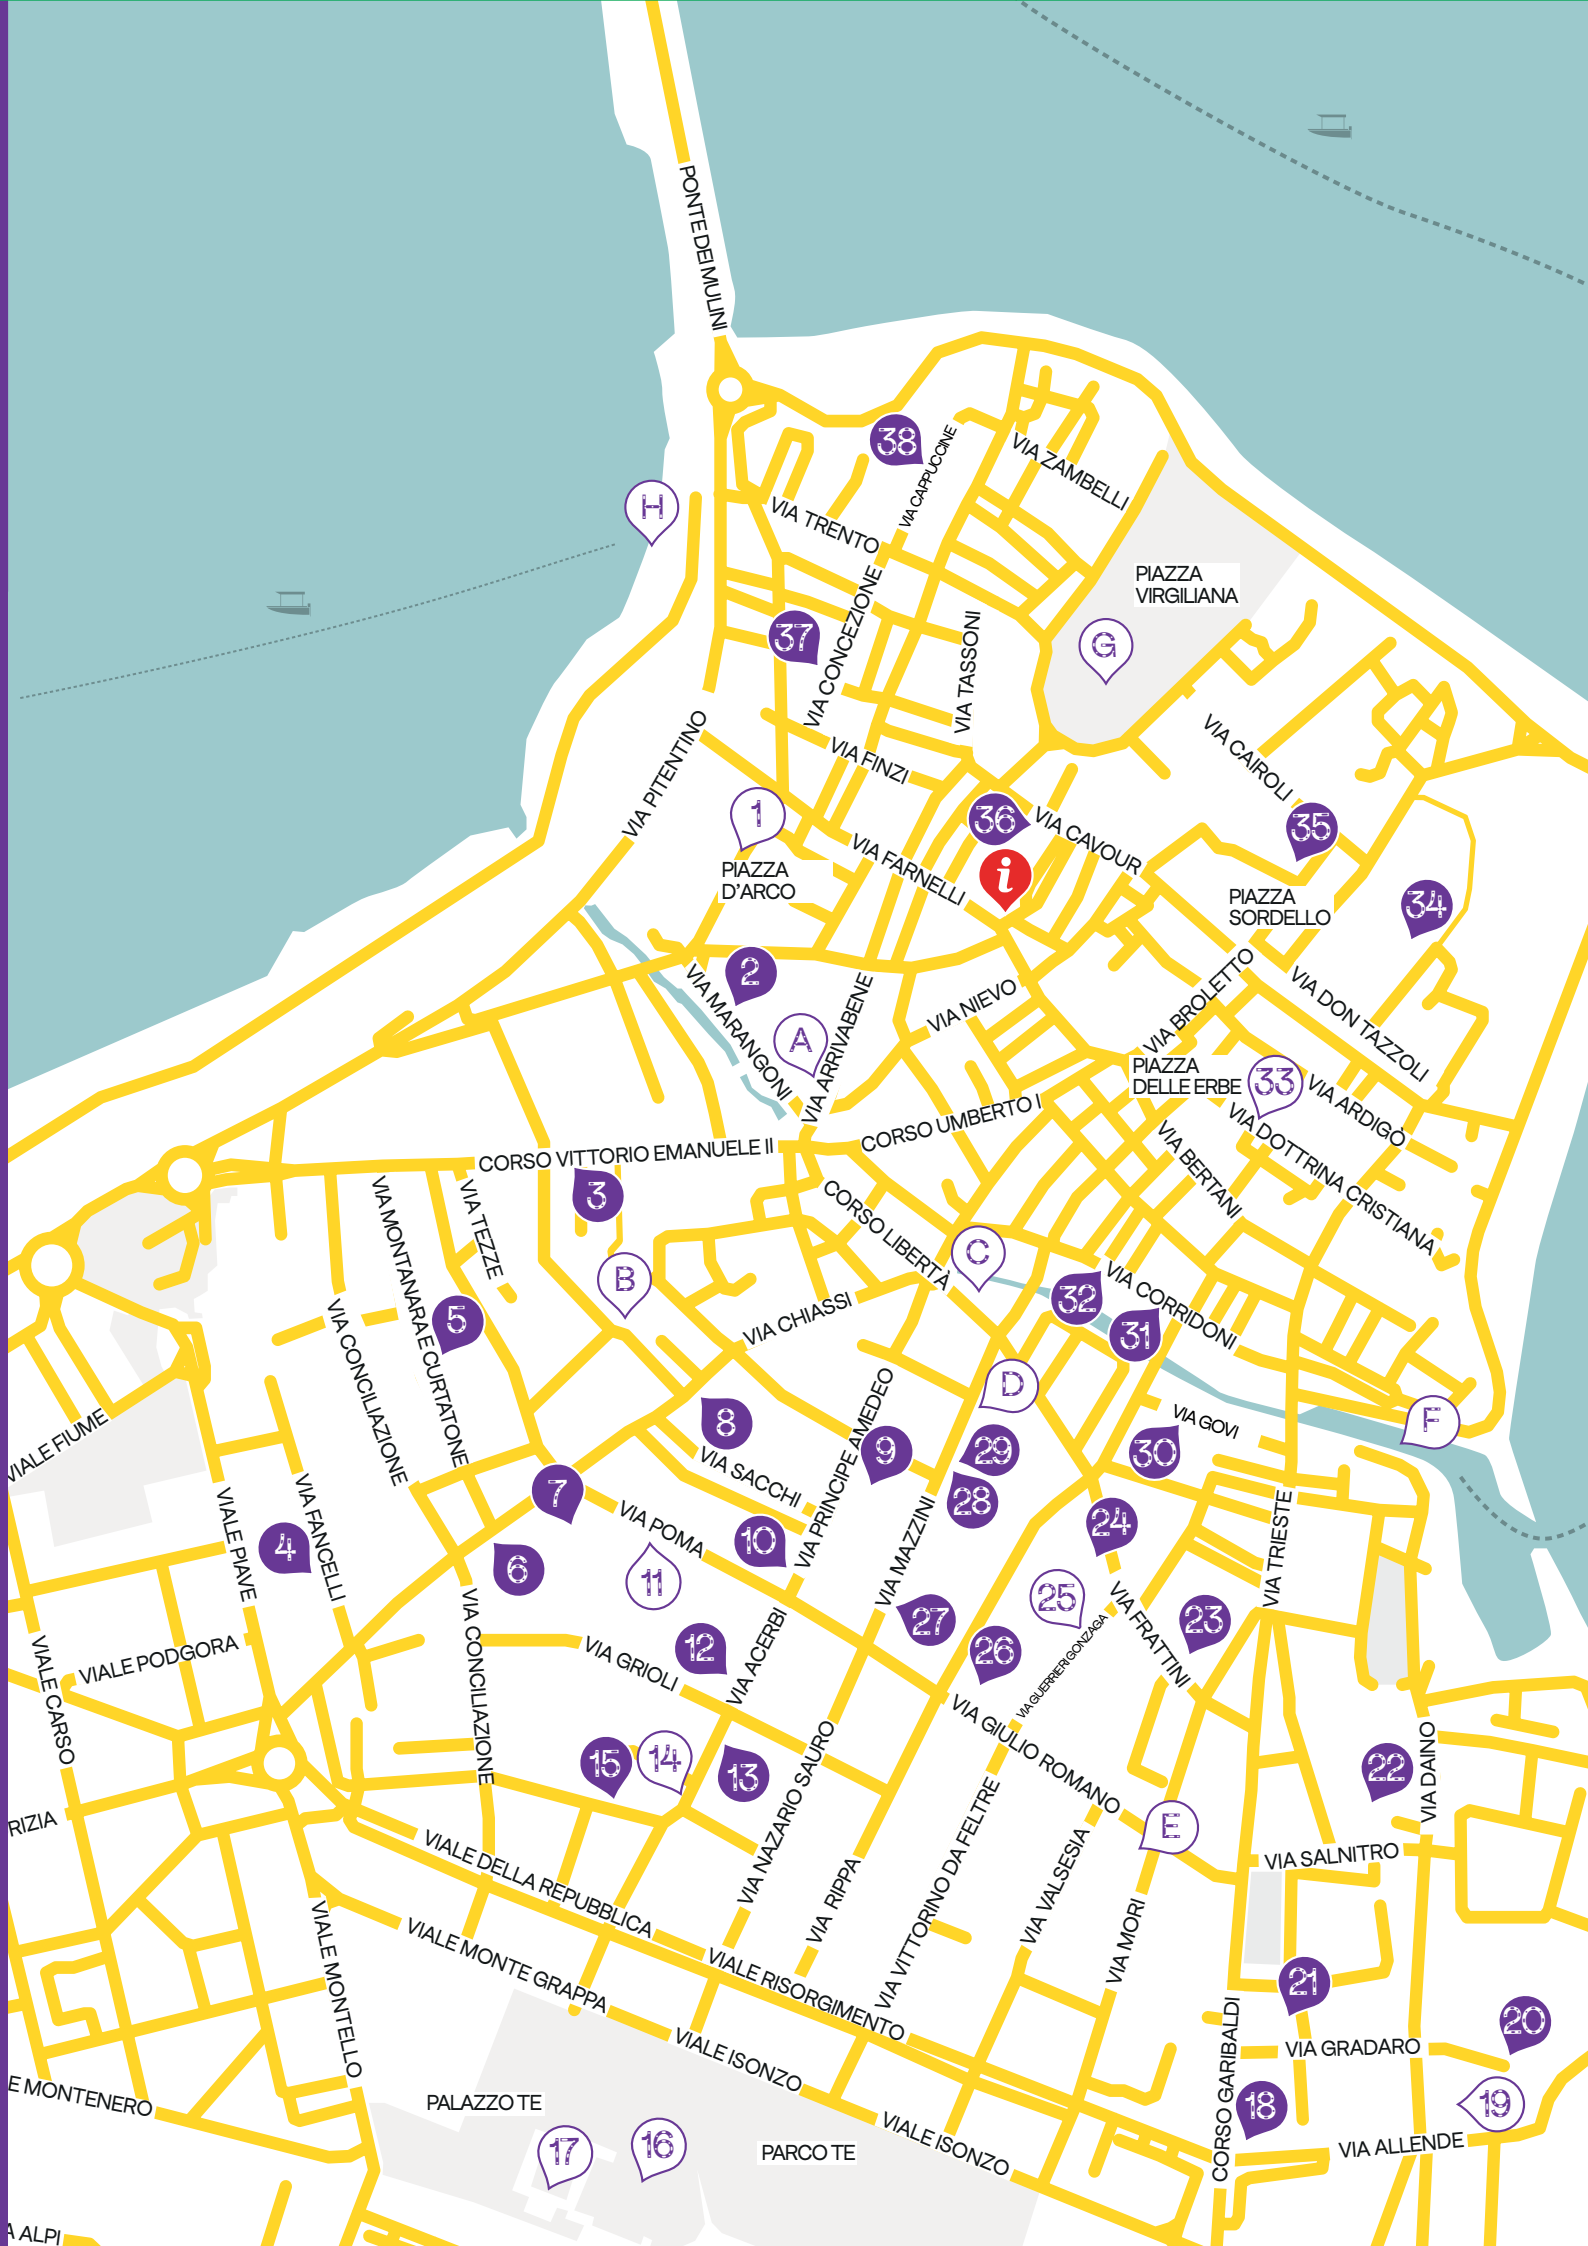 PONTE DEI MULINI
38
VIA CAPPUCCINE
VIA ZAMBELLI
H
VIA TRENTO
PIAZZA
VIRGILIANA
37
VIA CONCEZIONE
VIA TASSONI
G
VIA PITENTINO
VIA FINZI
VIA CAIROLI
1
36
VIA CAVOUR
35
PIAZZA
D'ARCO
VIA FARNELLI
i
PIAZZA
SORDELLO
34
2
VIA MARANGONI
A
VIA ARRIVABENE
VIA NIEVO
VIA BROLETTO
VIA DON TAZZOLI
PIAZZA
DELLE ERBE
33
VIA ARDIGÒ
VIA DOTTRINA CRISTIANA
VIA BERTANI
CORSO UMBERTO I
CORSO VITTORIO EMANUELE II
3
VIA MONTANARA E CURTATONE
VIA TEZZE
CORSO LIBERTÀ
B
C
5
VIA CHIASSI
32
VIA CORRIDONI
31
VIA CONCILIAZIONE
D
VIALE FIUME
8
VIA PRINCIPE AMEDEO
9
29
VIA GOVI
30
F
VIA SACCHI
7
28
VIALE PIAVE
VIA FANCELLI
4
VIA POMA
10
VIA MAZZINI
24
VIA TRIESTE
6
11
VIA CONCILIAZIONE
25
27
VIA FRATTINI
23
VIALE CARSO
VIALE PODGORA
VIA GRIOLI
12
VIA ACERBI
26
VIA GUERRIERI GONZAGA
VIA GIULIO ROMANO
15
14
13
VIA NAZARIO SAURO
22
VIA DAINO
RIZIA
VIALE DELLA REPUBBLICA
VIA RIPPA
VIA VITTORINO DA FELTRE
VIA VALSESIA
E
VIA SALNITRO
VIALE MONTELLO
VIALE MONTE GRAPPA
VIALE RISORGIMENTO
VIA MORI
21
20
VIALE ISONZO
CORSO GARIBALDI
VIA GRADARO
E MONTENERO
PALAZZO TE
18
19
17
16
PARCO TE
VIALE ISONZO
VIA ALLENDE
A ALPI